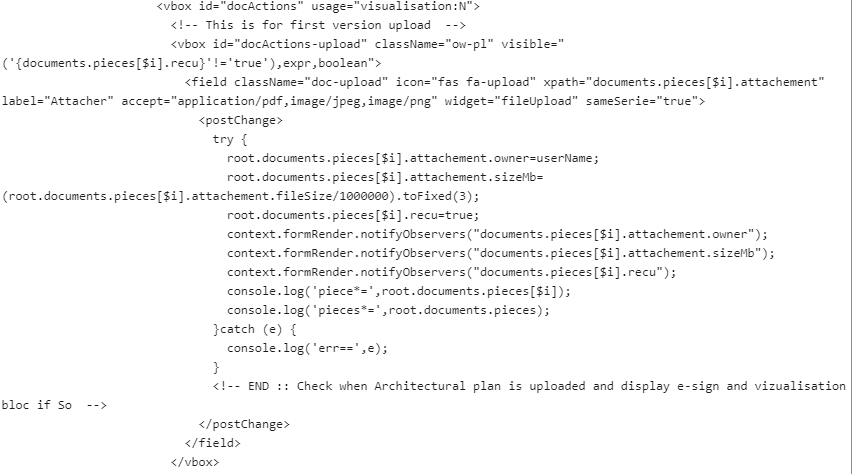 <vbox id="docActions" usage="visualisation:N">
<!-- This is for first version upload  -->
<vbox id="docActions-upload" className="ow-pl" visible="
('{documents.pieces[$i].recu}'!='true'),expr,boolean">
<field className="doc-upload" icon="fas fa-upload" xpath="documents.pieces[$i].attachement"
label="Attacher" accept="application/pdf,image/jpeg,image/png" widget="fileUpload" sameSerie="true">
<postChange>
try {
root.documents.pieces[$i].attachement.owner=userName;
root.documents.pieces[$i].attachement.sizeMb=
(root.documents.pieces[$i].attachement.fileSize/1000000).toFixed(3);
root.documents.pieces[$i].recu=true;
context.formRender.notifyObservers("documents.pieces[$i].attachement.owner");
context.formRender.notifyObservers("documents.pieces[$i].attachement.sizeMb");
context.formRender.notifyObservers("documents.pieces[$i].recu");
console.log('piece*=',root.documents.pieces[$i]);
console.log('pieces*=',root.documents.pieces);
}catch (e) {
console.log('err==',e);
}
<!-- END :: Check when Architectural plan is uploaded and display e-sign and vizualisation
bloc if So  -->
</postChange>
</field>
</vbox>